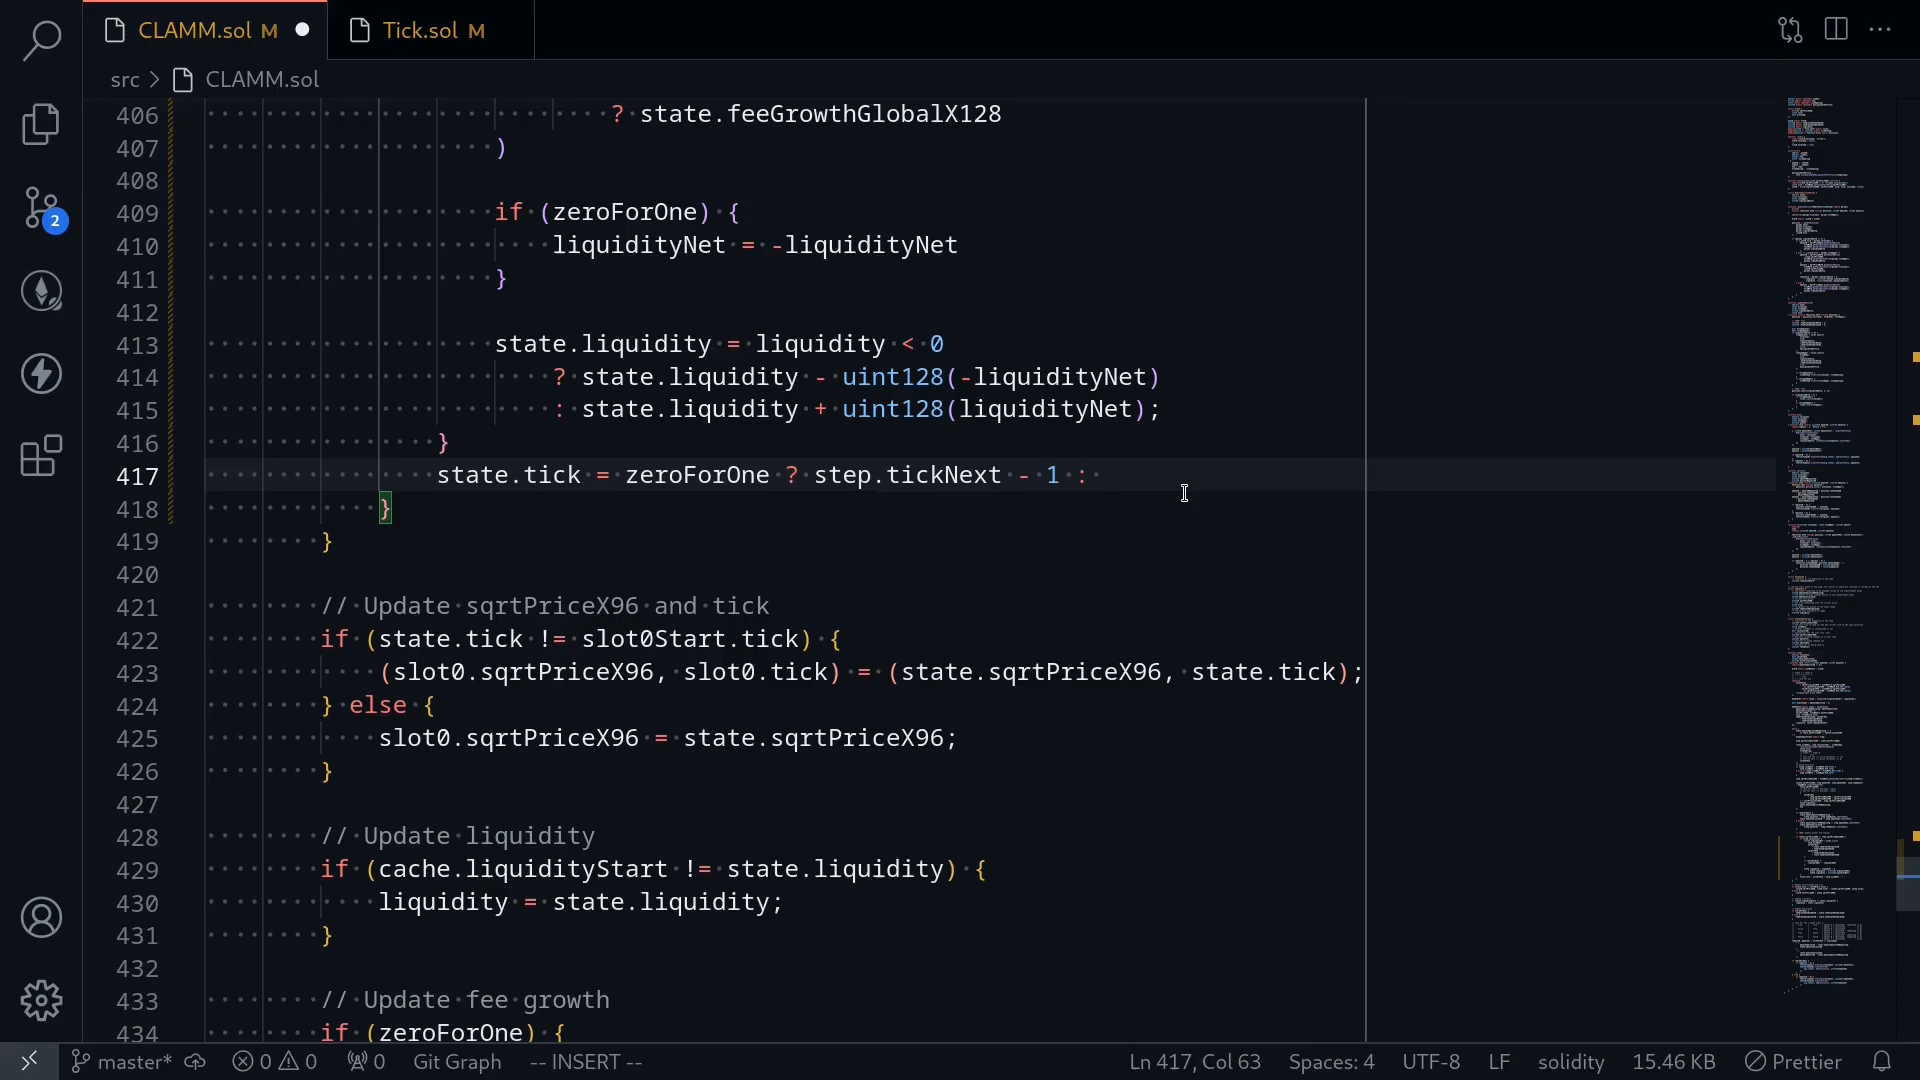 CLAMM.sol M
Tick.sol M
src > CLAMM.sol
406 ? state.feeGrowthGlobalX128
407 )
408
409 if (zeroForOne) {
410 liquidityNet = -liquidityNet
411 }
412
413 state.liquidity = liquidity < 0
414 ? state.liquidity - uint128(-liquidityNet)
415 : state.liquidity + uint128(liquidityNet);
416 }
417 state.tick = zeroForOne ? step.tickNext - 1 :
418 }
419 }
420
421 // Update sqrtPriceX96 and tick
422 if (state.tick != slot0Start.tick) {
423 (slot0.sqrtPriceX96, slot0.tick) = (state.sqrtPriceX96, state.tick);
424 } else {
425 slot0.sqrtPriceX96 = state.sqrtPriceX96;
426 }
427
428 // Update liquidity
429 if (cache.liquidityStart != state.liquidity) {
430 liquidity = state.liquidity;
431 }
432
433 // Update fee growth
434 if (zeroForOne) {
2
master* 0 0 0 Git Graph -- INSERT -- Ln 417, Col 63 Spaces: 4 UTF-8 LF solidity 15.46 KB Prettier